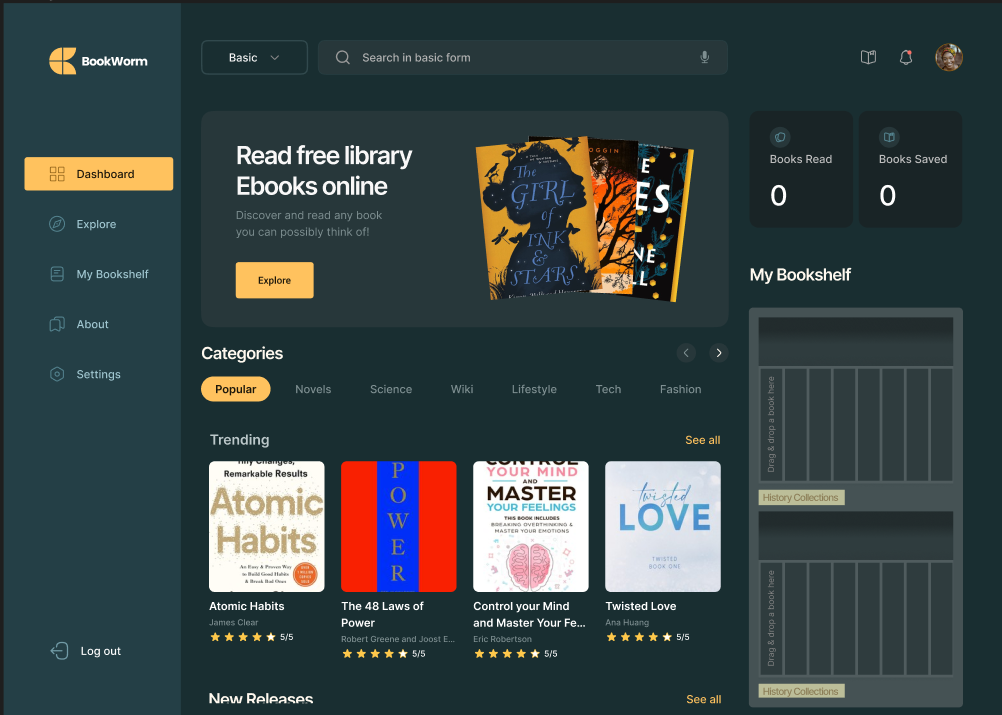 BookWorm
Basic
Search in basic form
Dashboard
Explore
My Bookshelf
About
Settings
Log out
Read free library
Ebooks online
Discover and read any book
you can possibly think of!
Explore
The
GIRL
of
INK
&
STARS
OGGIN
E
ES
NE
LL
Books Read
0
Books Saved
0
My Bookshelf
Drag & drop a book here
History Collections
Drag & drop a book here
History Collections
Categories
Popular
Novels
Science
Wiki
Lifestyle
Tech
Fashion
Trending
See all
Tiny Changes,
Remarkable Results
Atomic
Habits
An Easy & Proven Way
to Build Good Habits
& Break Bad Ones
POWER
CONTROL
YOUR MIND
AND
MASTER
YOUR FEELINGS
THIS BOOK INCLUDES
BREAKING OVERTHINKING &
MASTER YOUR EMOTIONS
twisted
LOVE
TWISTED
BOOK ONE
Atomic Habits
James Clear
5/5
The 48 Laws of
Power
Robert Greene and Joost E...
5/5
Control your Mind
and Master Your Fe...
Eric Robertson
5/5
Twisted Love
Ana Huang
5/5
New Releases
See all